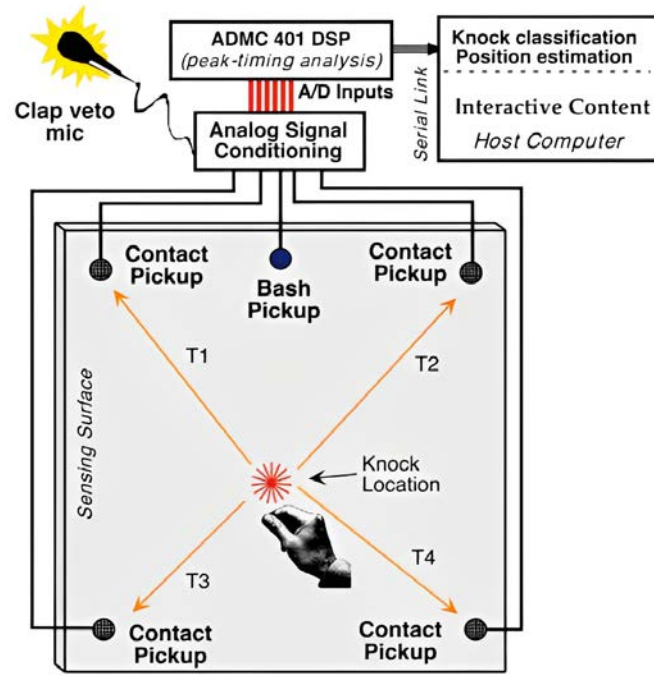 ADMC 401 DSP
(peak-timing analysis)
Knock classification
Position estimation
Interactive Content
Host Computer
Serial Link
A/D Inputs
Clap veto
mic
Analog Signal
Conditioning
Contact
Pickup
Bash
Pickup
Contact
Pickup
T1
T2
Sensing Surface
Knock
Location
T3
T4
Contact
Pickup
Contact
Pickup